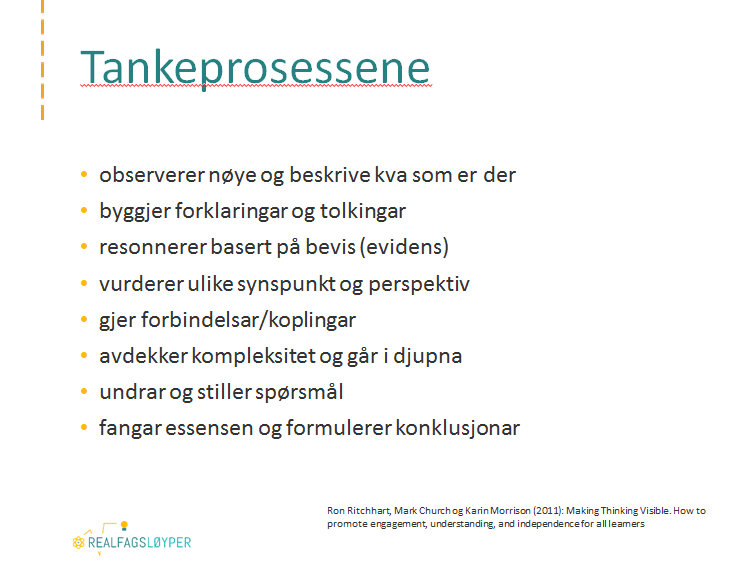 Tankeprosessene
• observerer nøye og beskrive kva som er der
• byggjer forklaringar og tolkingar
• resonnerer basert på bevis (evidens)
• vurderer ulike synspunkt og perspektiv
• gjer forbindelsar/koplingar
• avdekker kompleksitet og går i djupna
• undrar og stiller spørsmål
• fangar essensen og formulerer konklusjonar
Ron Ritchhart, Mark Church og Karin Morrison (2011): Making Thinking Visible. How to
promote engagement, understanding, and independence for all learners
REALFAGSLØYPER